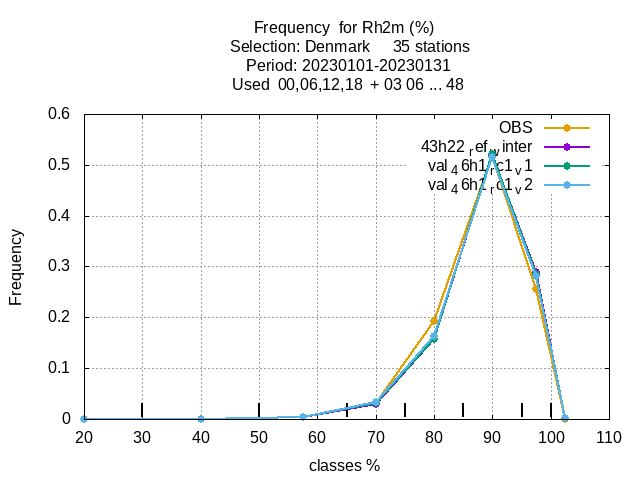 Frequency  for Rh2m (%)
Selection: Denmark     35 stations
Period: 20230101-20230131
Used  00,06,12,18  + 03 06 ... 48
0.6
0.5
0.4
0.3
0.2
0.1
0
Frequency
OBS
43h22_ref_winter
val_46h1_rc1_v1
val_46h1_rc1_v2
20 30 40 50 60 70 80 90 100 110
classes %